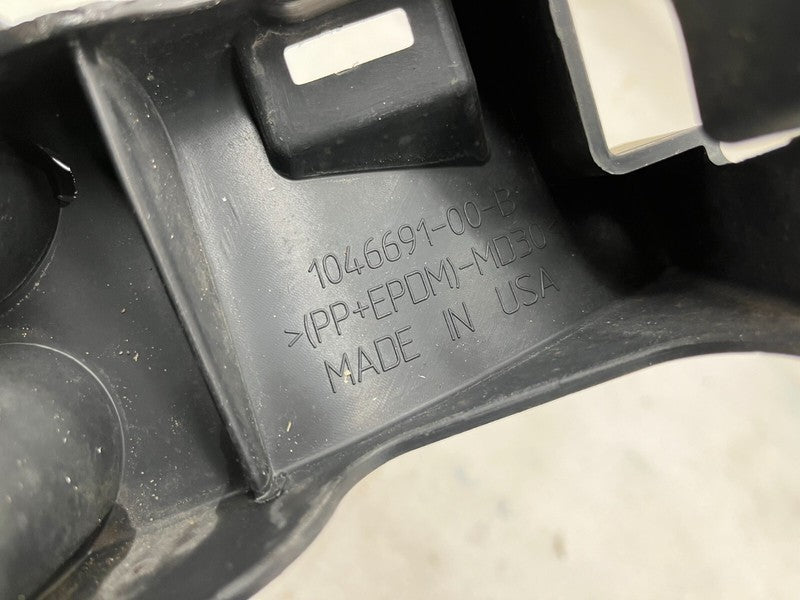 1046691-00-B
>(PP+EPDM)-MD30<
MADE IN USA